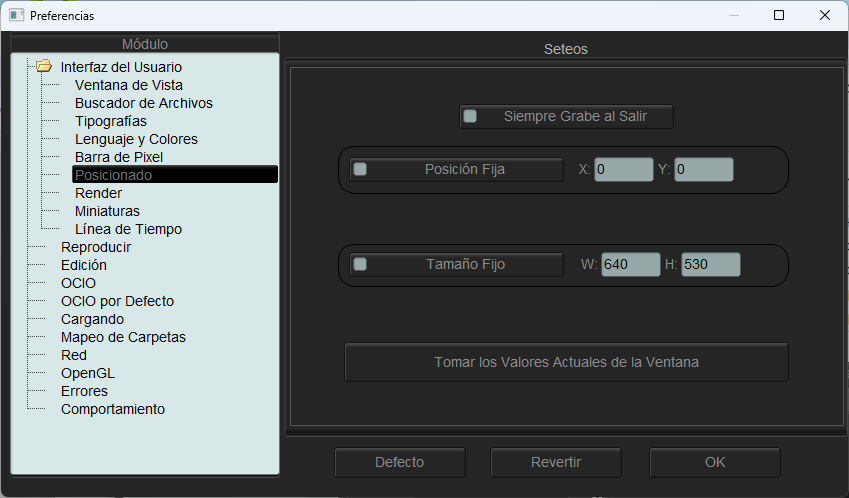 Preferencias
Módulo
Interfaz del Usuario
Ventana de Vista
Buscador de Archivos
Tipografías
Lenguaje y Colores
Barra de Pixel
Posicionado
Render
Miniaturas
Línea de Tiempo
Reproducir
Edición
OCIO
OCIO por Defecto
Cargando
Mapeo de Carpetas
Red
OpenGL
Errores
Comportamiento
Seteos
Siempre Grabe al Salir
Posición Fija X: 0 Y: 0
Tamaño Fijo W: 640 H: 530
Tomar los Valores Actuales de la Ventana
Defecto Revertir OK